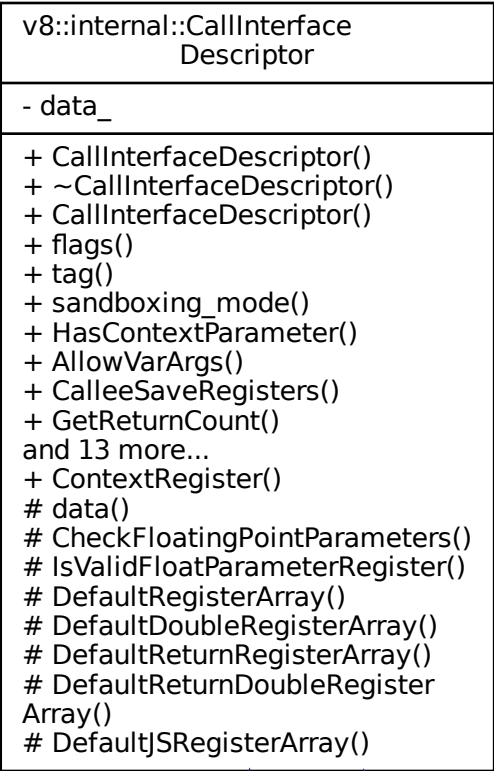 v8::internal::CallInterface
Descriptor
- data_
+ CallInterfaceDescriptor()
+ ~CallInterfaceDescriptor()
+ CallInterfaceDescriptor()
+ flags()
+ tag()
+ sandboxing_mode()
+ HasContextParameter()
+ AllowVarArgs()
+ CalleeSaveRegisters()
+ GetReturnCount()
and 13 more...
+ ContextRegister()
# data()
# CheckFloatingPointParameters()
# IsValidFloatParameterRegister()
# DefaultRegisterArray()
# DefaultDoubleRegisterArray()
# DefaultReturnRegisterArray()
# DefaultReturnDoubleRegister
Array()
# DefaultJSRegisterArray()